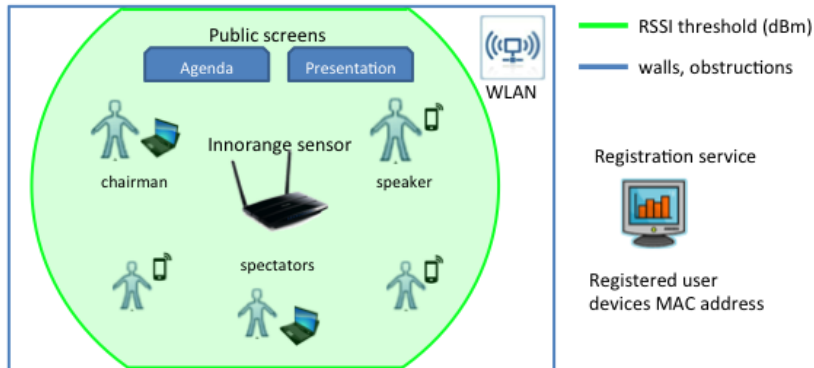 Public screens
Agenda
Presentation
WLAN
RSSI threshold (dBm)
walls, obstructions
chairman
Innorange sensor
speaker
Registration service
spectators
Registered user
devices MAC address